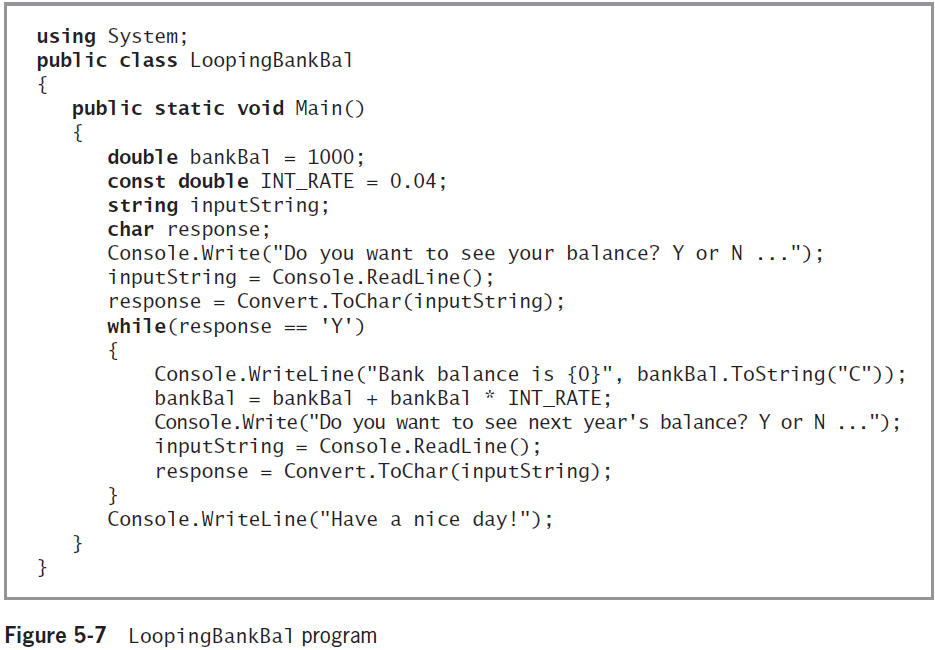 using System;
public class LoopingBankBal
{
   public static void Main()
   {
      double bankBal = 1000;
      const double INT_RATE = 0.04;
      string inputString;
      char response;
      Console.Write("Do you want to see your balance? Y or N ...");
      inputString = Console.ReadLine();
      response = Convert.ToChar(inputString);
      while(response == 'Y')
      {
          Console.WriteLine("Bank balance is {0}", bankBal.ToString("C"));
          bankBal = bankBal + bankBal * INT_RATE;
          Console.Write("Do you want to see next year's balance? Y or N ...");
          inputString = Console.ReadLine();
          response = Convert.ToChar(inputString);
      }
      Console.WriteLine("Have a nice day!");
   }
}
Figure 5-7 LoopingBankBal program